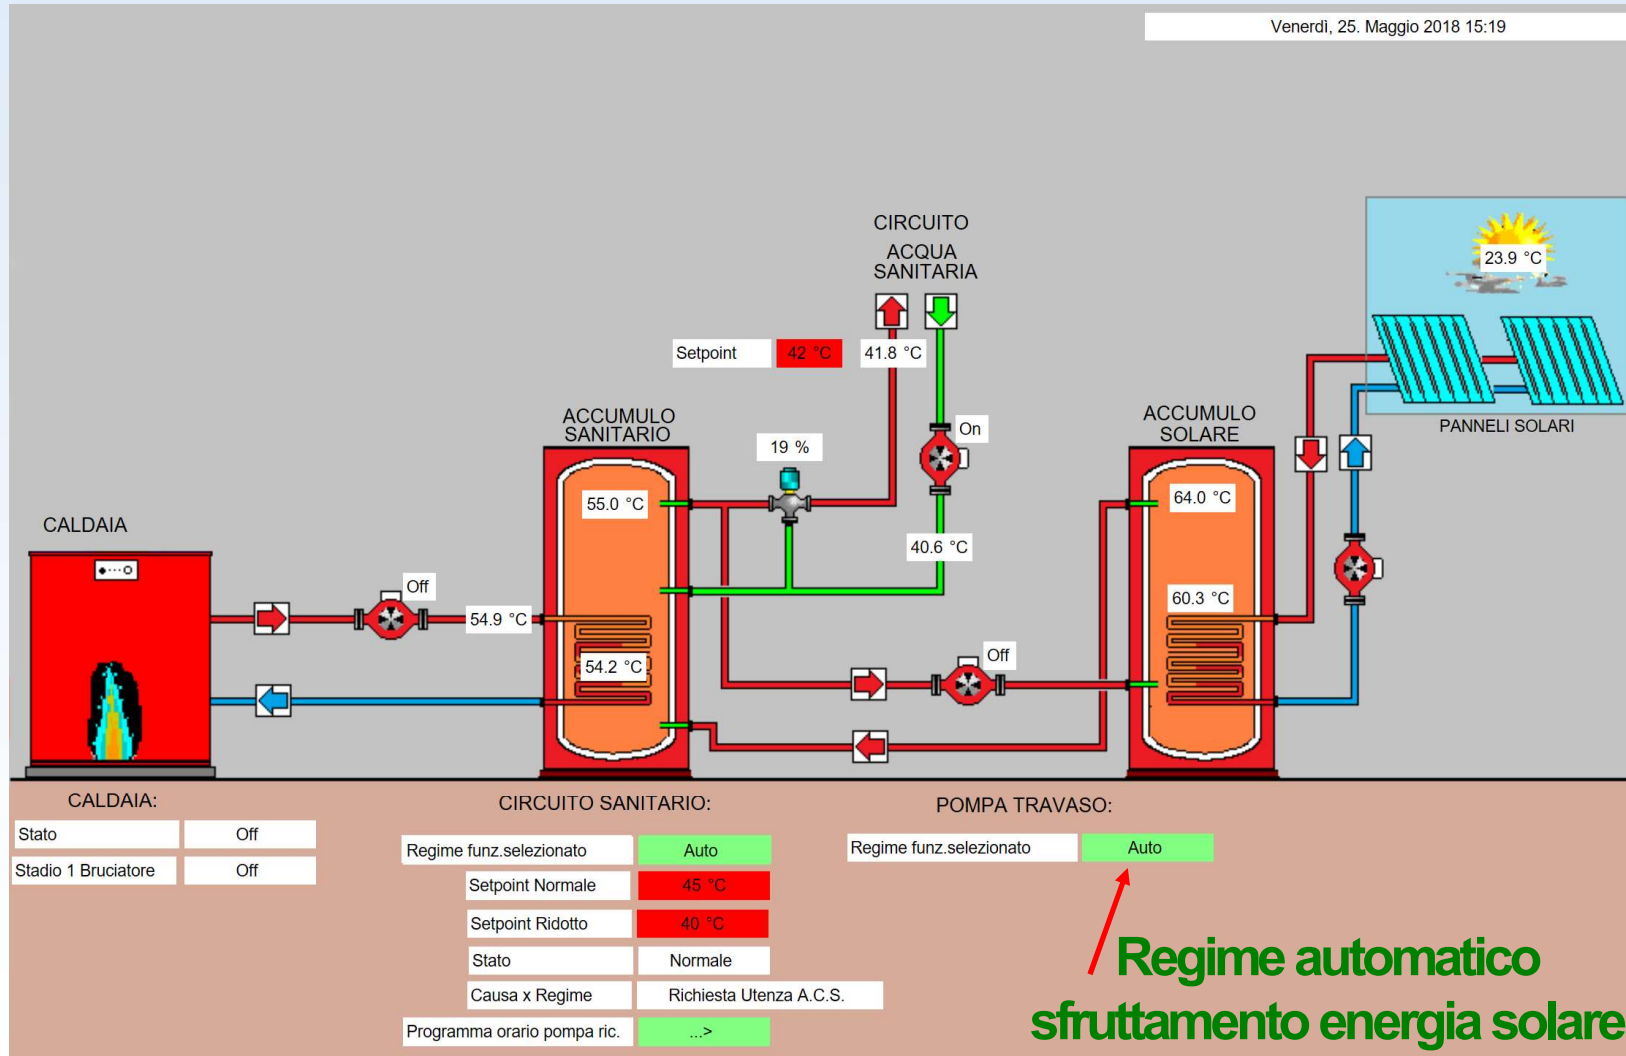 Venerdì, 25. Maggio 2018 15:19
CIRCUITO
ACQUA
SANITARIA
23.9 °C
Setpoint 42 °C 41.8 °C
PANNELI SOLARI
ACCUMULO
SANITARIO
ACCUMULO
SOLARE
On
19 %
55.0 °C
64.0 °C
CALDAIA
40.6 °C
Off
60.3 °C
54.9 °C
54.2 °C
Off
CALDAIA:
Stato Off
Stadio 1 Bruciatore Off
CIRCUITO SANITARIO:
Regime funz.selezionato Auto
Setpoint Normale 45 °C
Setpoint Ridotto 40 °C
Stato Normale
Causa x Regime Richiesta Utenza A.C.S.
Programma orario pompa ric. ...>
POMPA TRAVASO:
Regime funz.selezionato Auto
Regime automatico
sfruttamento energia solare